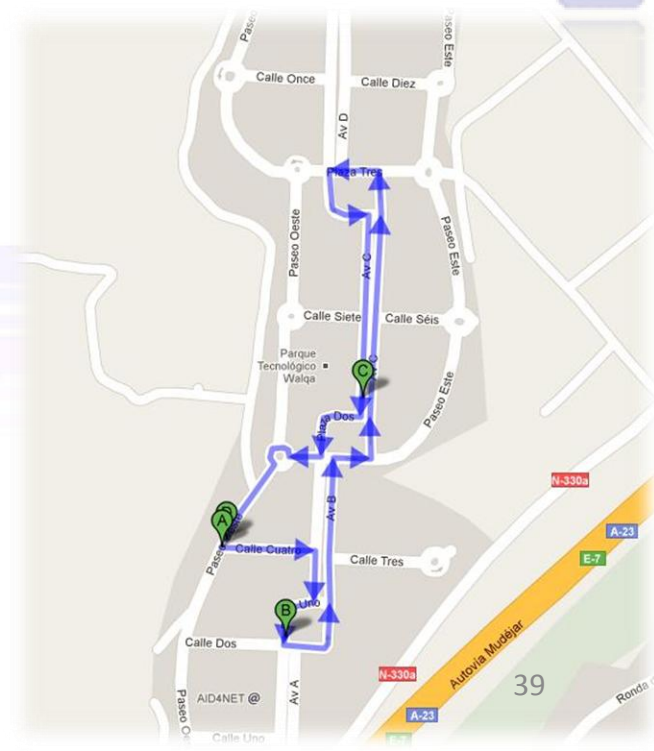 Paseo
Paseo Este
Calle Once
Calle Diez
Av D
Plaza Tres
Paseo Oeste
Paseo Este
Av C
Calle Siete
Calle Séis
Parque
Tecnológico
Walqa
C
Paseo Este
Plaza Dos
N-330a
Av B
A-23
A
Calle Cuatro
Calle Tres
E-7
Paseo
B
Uno
Calle Dos
Autovia Mudéjar
N-330a
39
AID4NET @
Av A
Ronda
Paseo O
A-23
Calle Uno
E-7